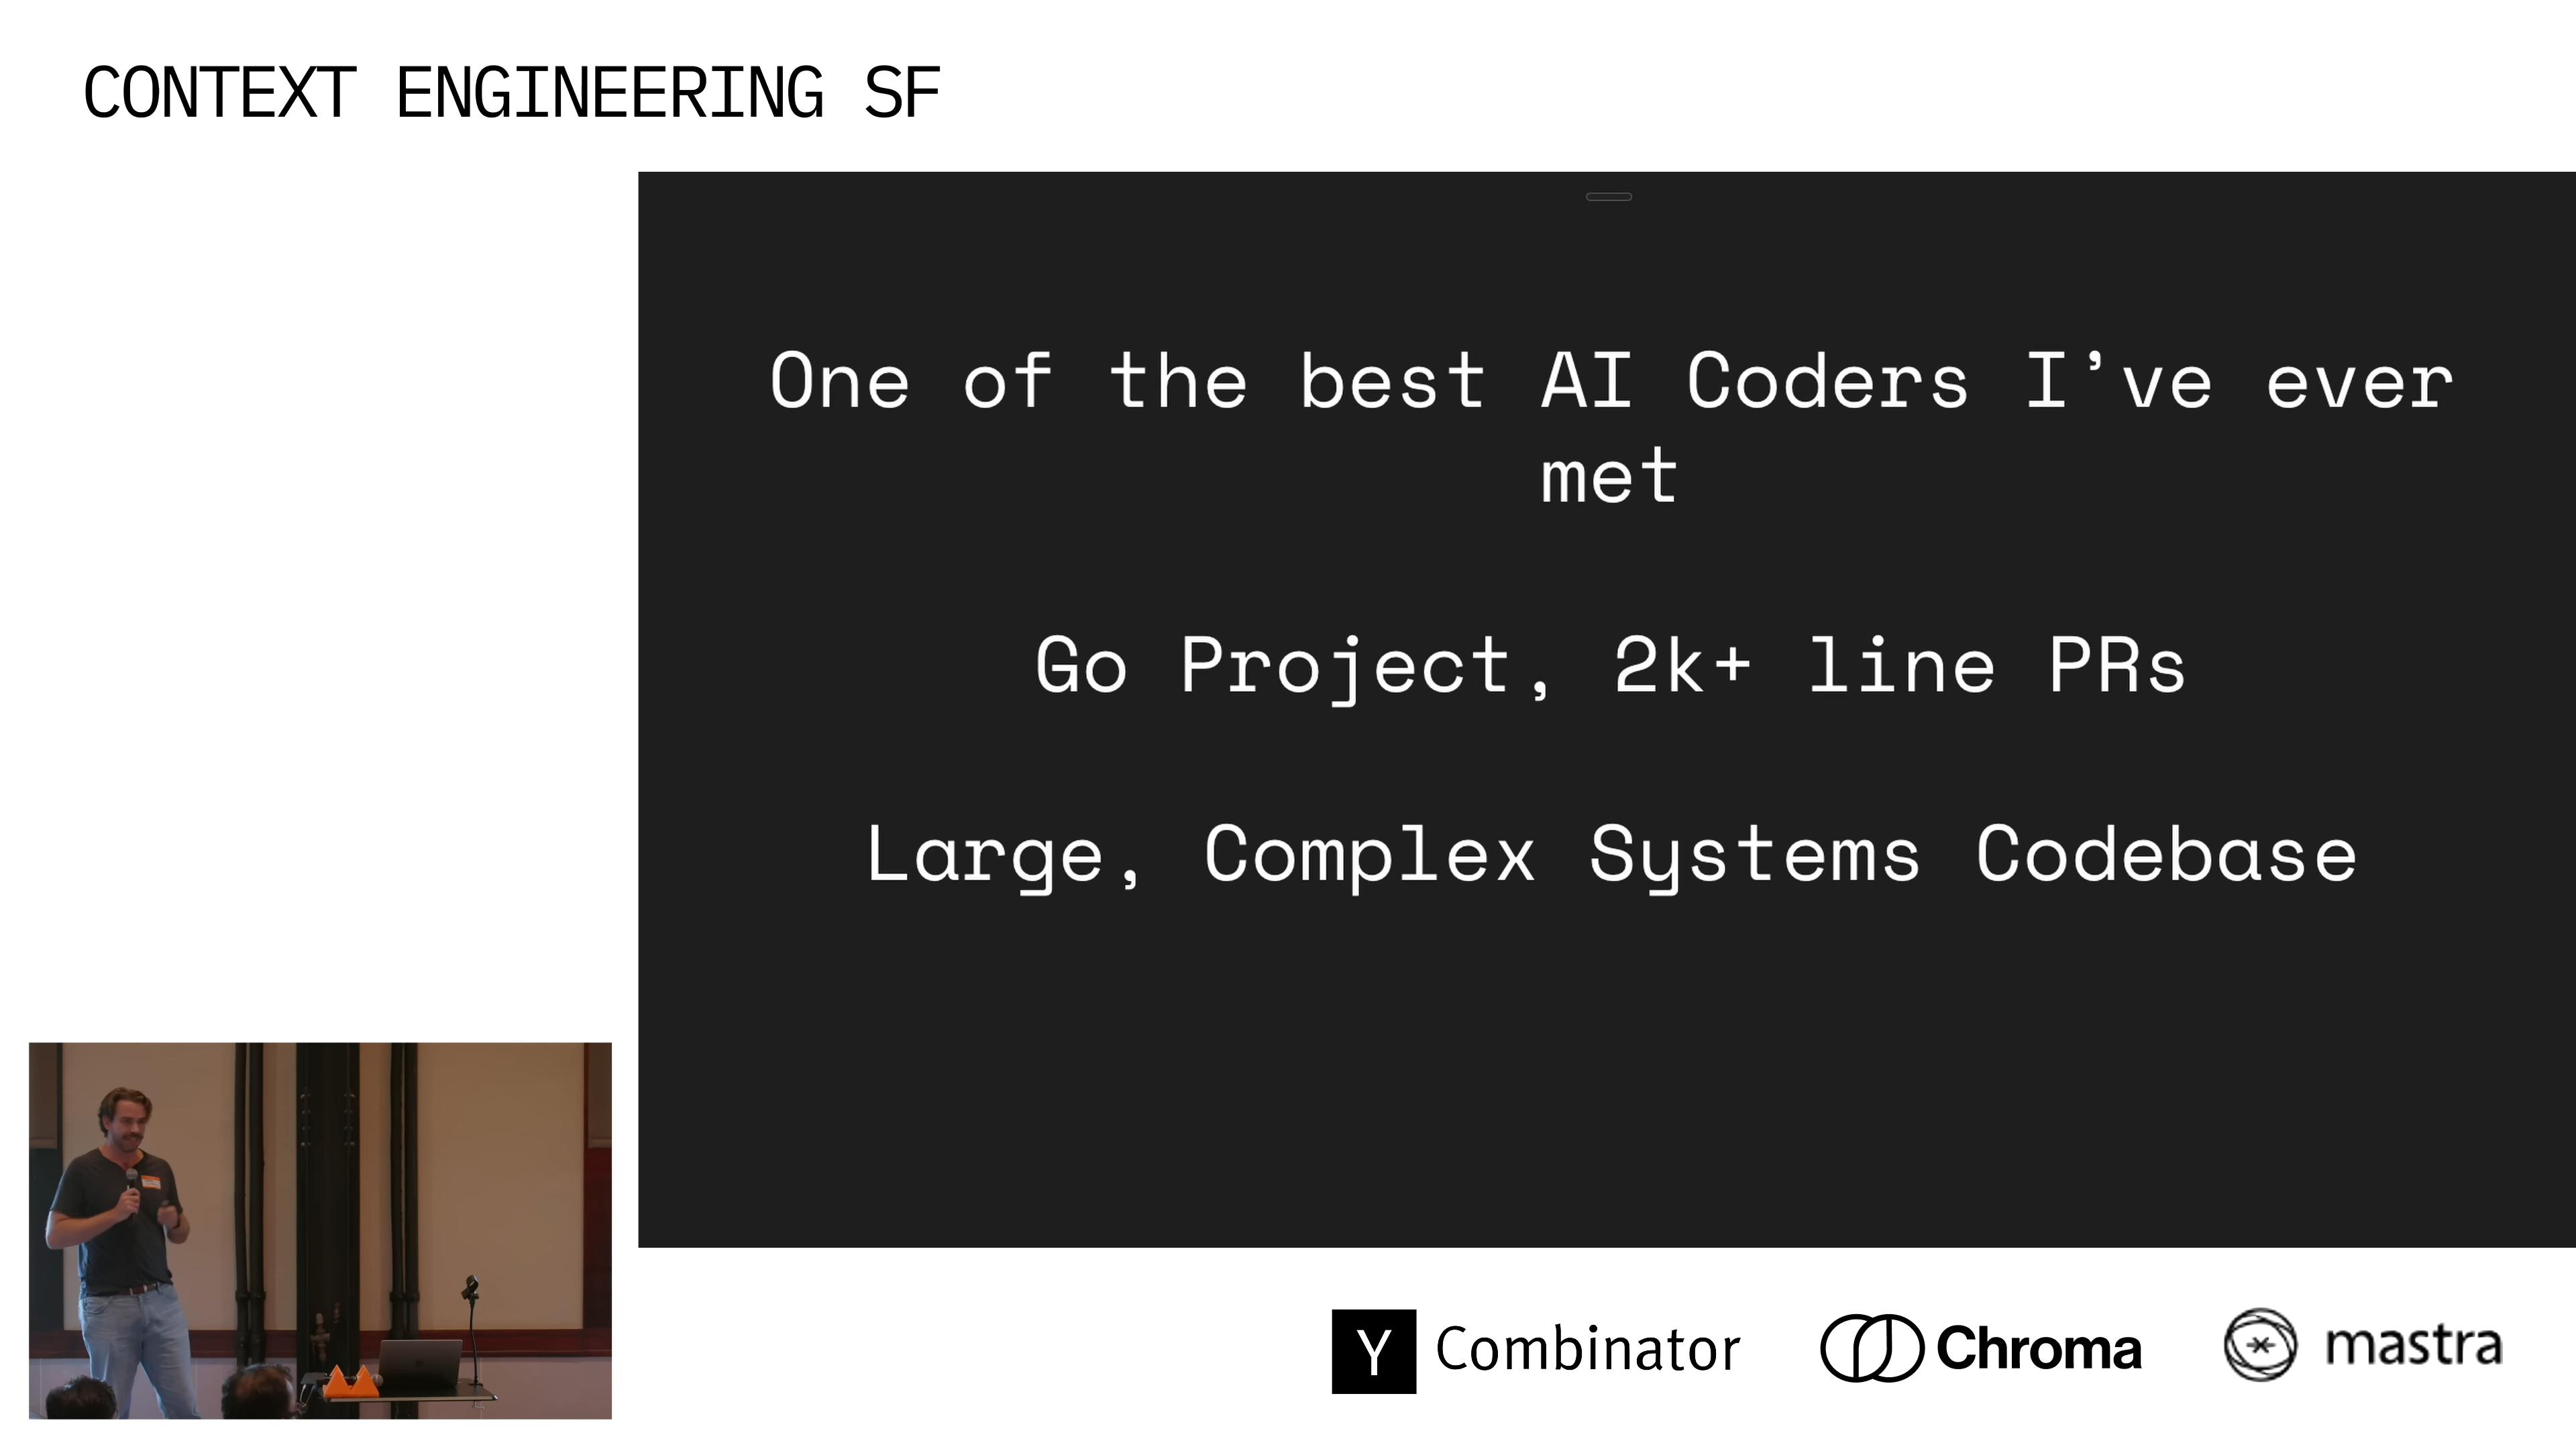 CONTEXT ENGINEERING SF
One of the best AI Coders I’ve ever
met
Go Project, 2k+ line PRs
Large, Complex Systems Codebase
Y Combinator
Chroma
mastra